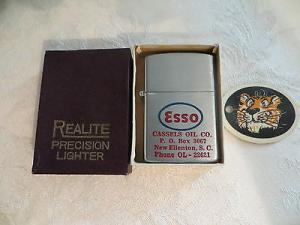 REALITE
PRECISION
LIGHTER
Esso
CASSELS OIL CO.
P. O. Box 3067
New Ellenton, S. C.
Phone OL - 22621